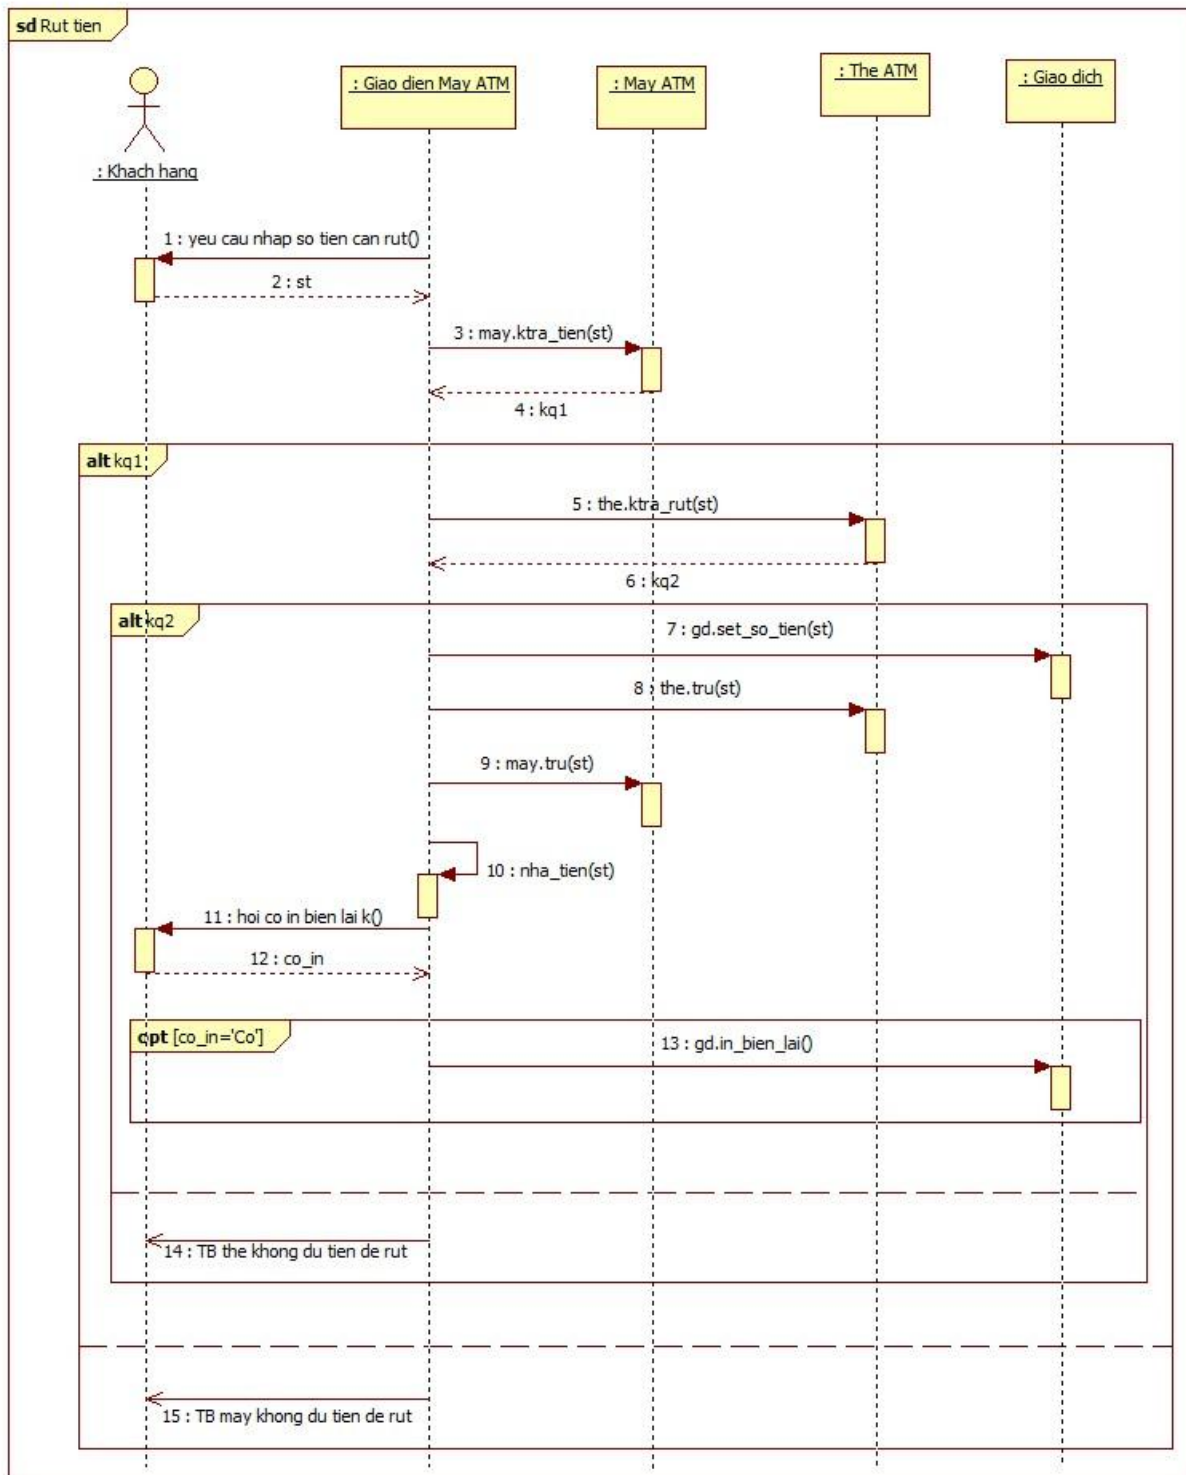 sd Rut tien
: Khach hang
: Giao dien May ATM
: May ATM
: The ATM
: Giao dich
1 : yeu cau nhap so tien can rut()
2 : st
3 : may.ktra_tien(st)
4 : kq1
alt kq1
5 : the.ktra_rut(st)
6 : kq2
alt kq2
7 : gd.set_so_tien(st)
8 : the.tru(st)
9 : may.tru(st)
10 : nha_tien(st)
11 : hoi co in bien lai k()
12 : co_in
opt [co_in='Co']
13 : gd.in_bien_lai()
14 : TB the khong du tien de rut
15 : TB may khong du tien de rut